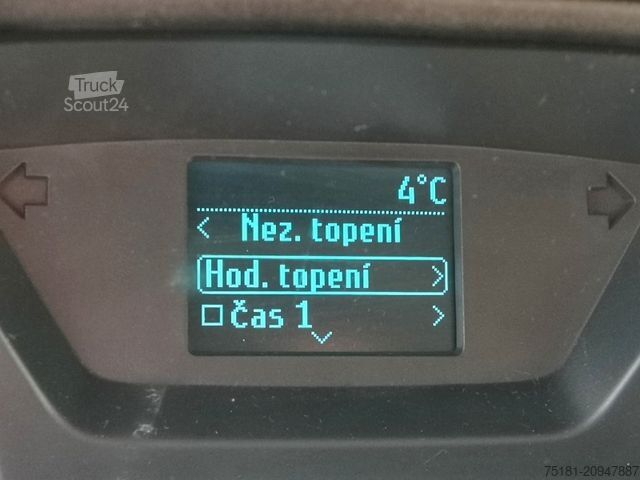 Truck
Scout24
4°C
< Nez. topení
Hod. topení >
☐ Čas 1 >
75181-20947887